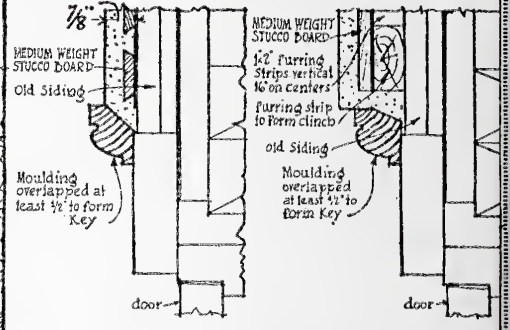 7/8"
MEDIUM WEIGHT
STUCCO BOARD
Old Siding
Moulding
overlapped at
least 1/2" to form
Key
door
MEDIUM WEIGHT
STUCCO BOARD
1"x2" Furring
Strips vertical
16" on centers
Furring strip
to form clinch
Old Siding
Moulding
overlapped
at least 1/2" to
form Key
door